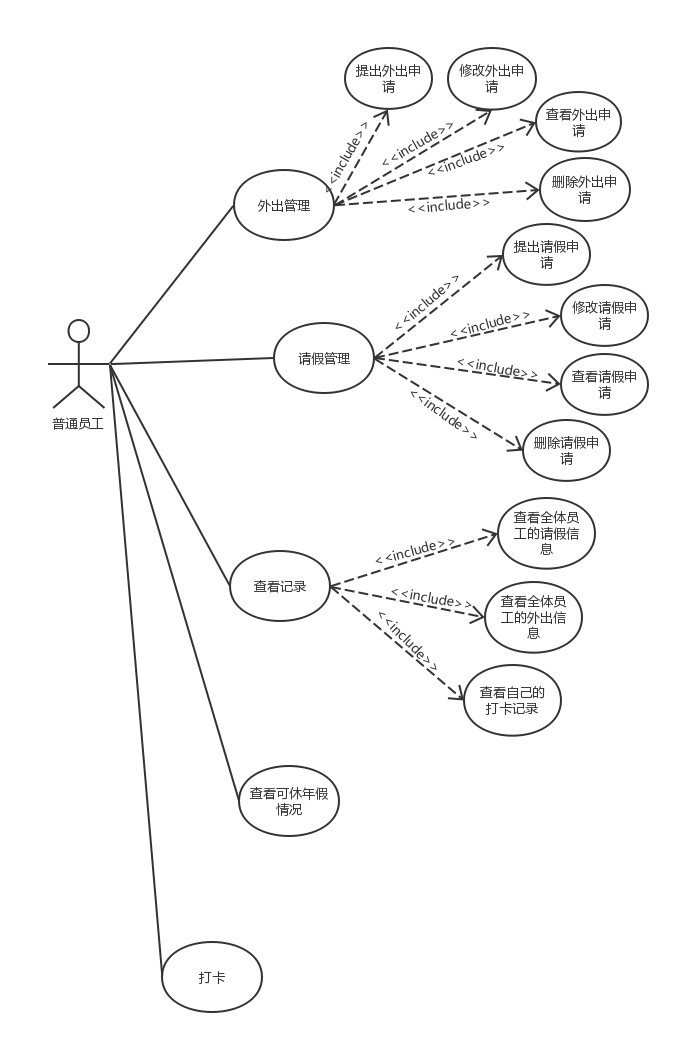 提出外出申
请
修改外出申
请
查看外出申
请
<<include>>
<<include>>
<<include>>
删除外出申
请
<<include>>
外出管理
提出请假申
请
<<include>>
修改请假申
请
<<include>>
请假管理
<<include>>
查看请假申
请
<<include>>
普通员工
删除请假申
请
查看全体员
工的请假信
息
<<include>>
查看记录
<<include>>
查看全体员
工的外出信
息
<<include>>
查看自己的
打卡记录
查看可休年假
情况
打卡